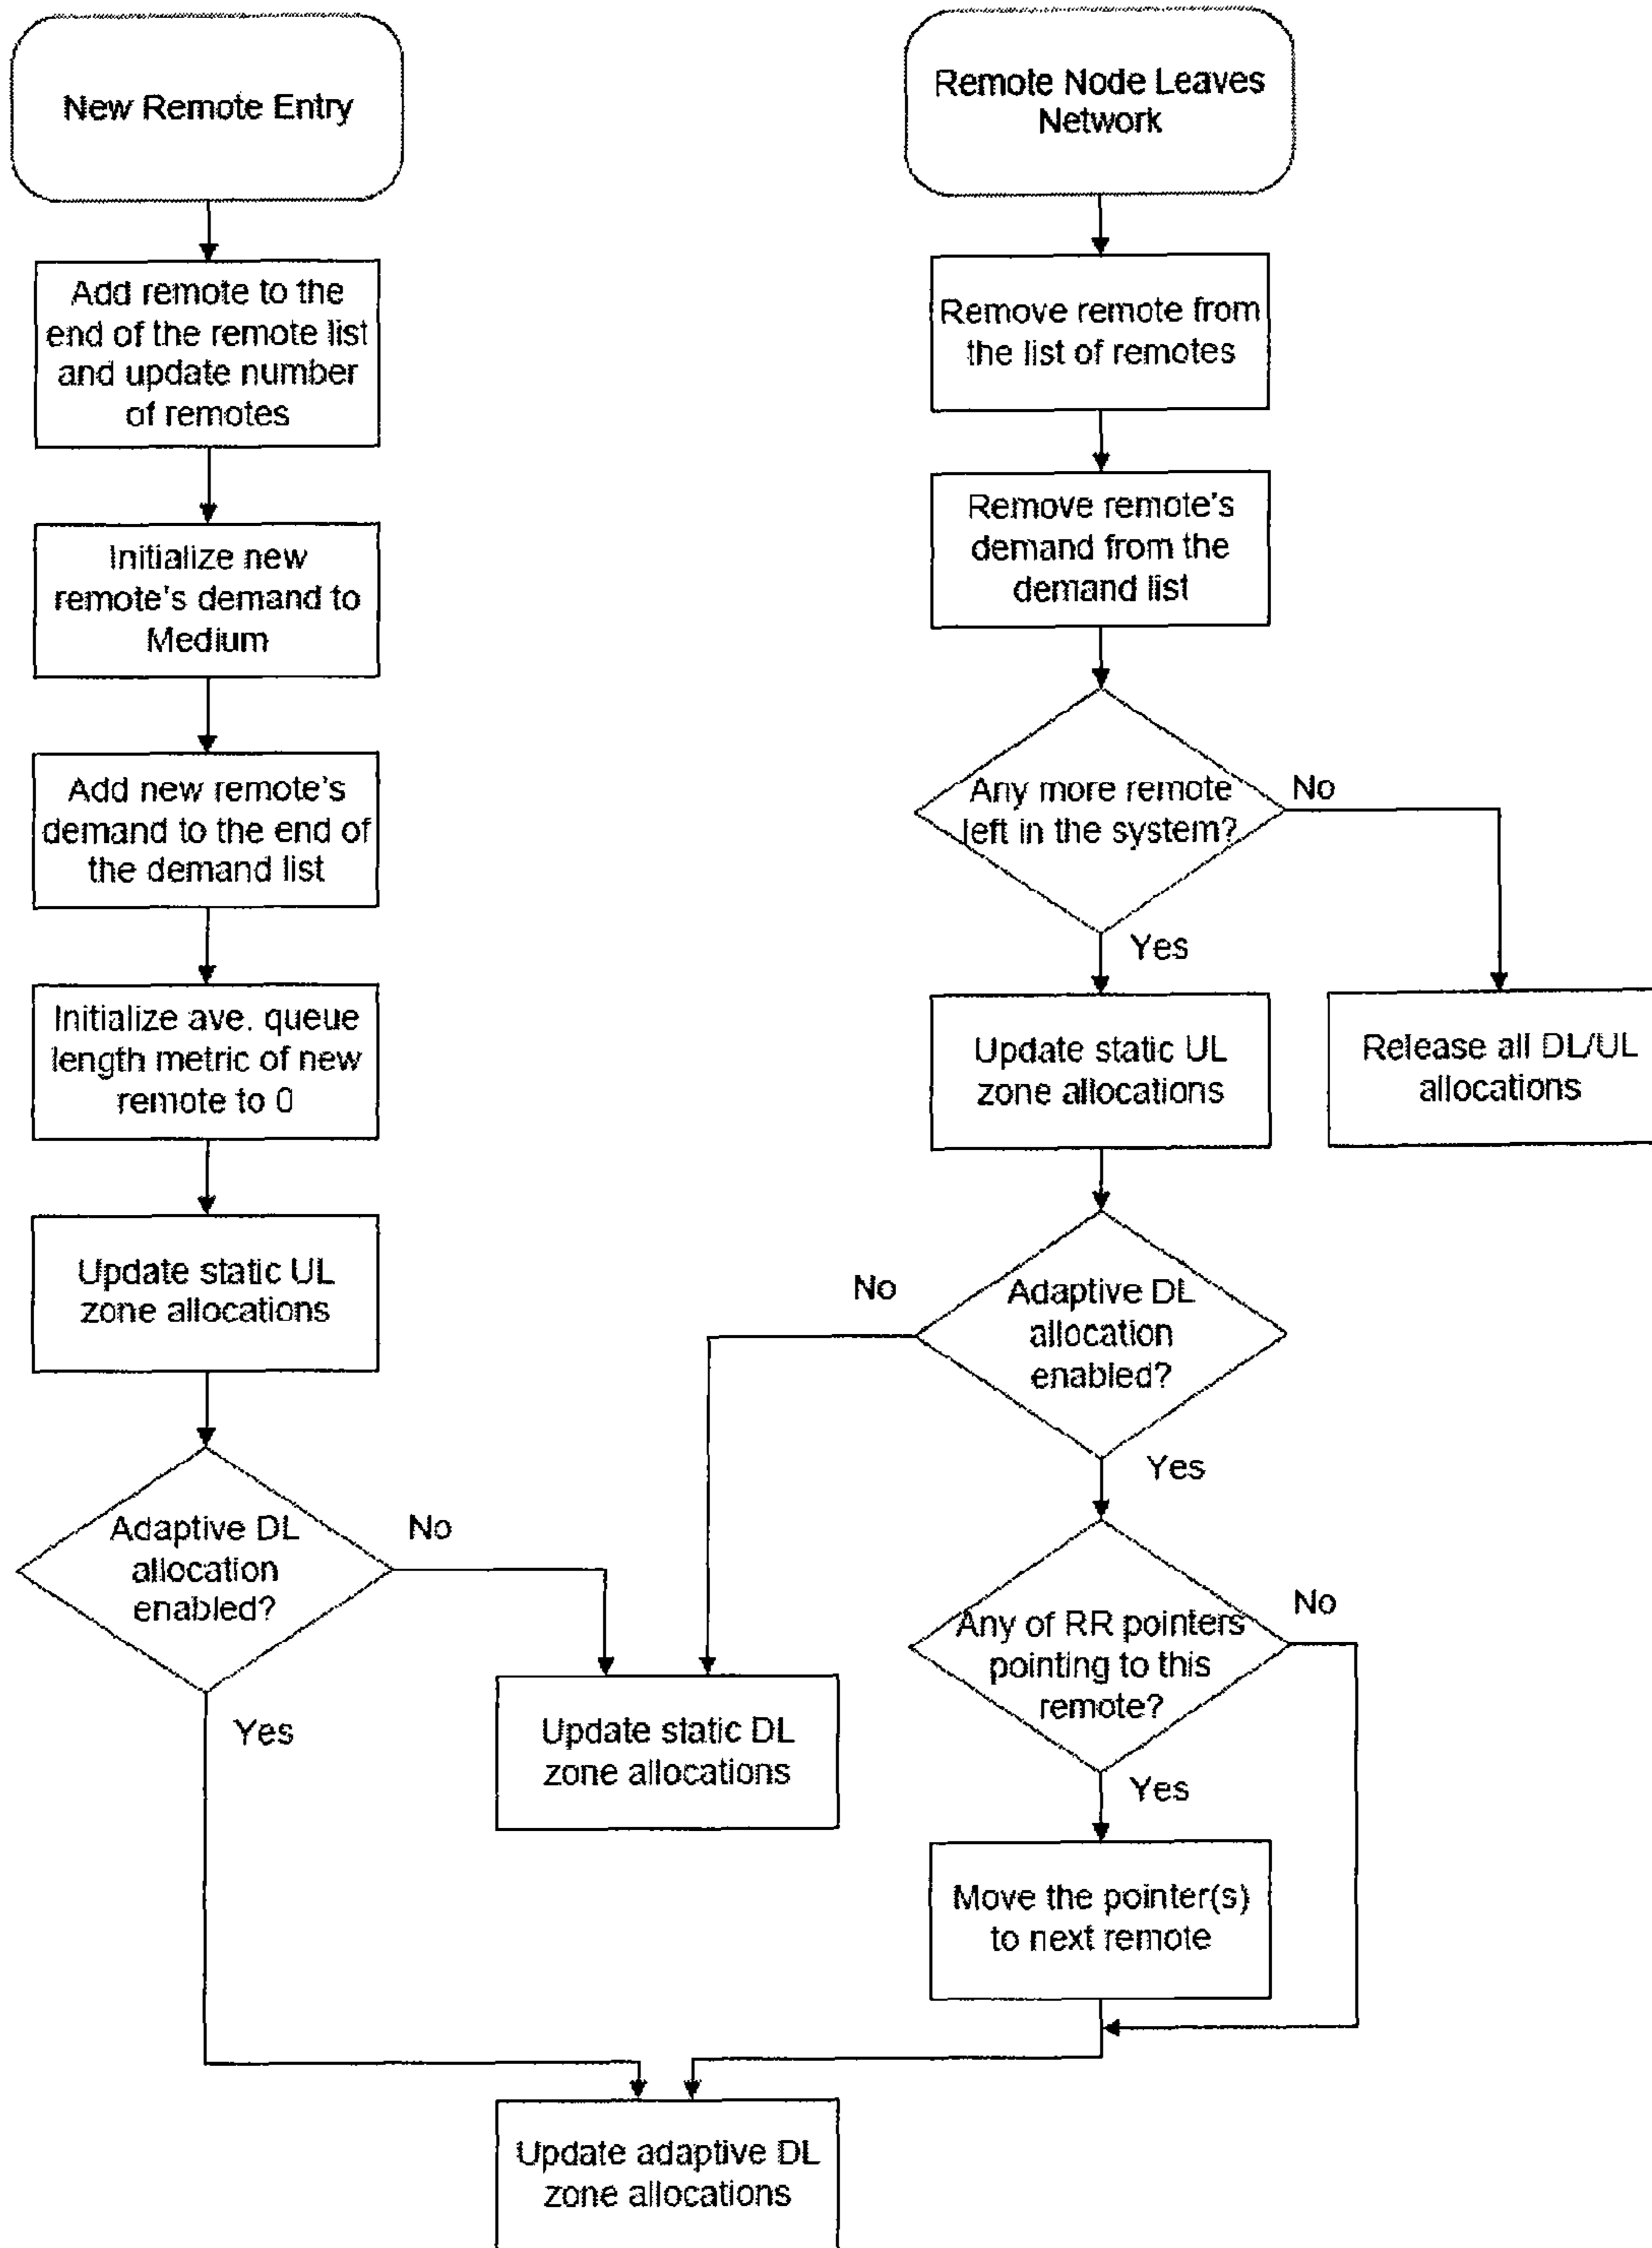 New Remote Entry
Add remote to the
end of the remote list
and update number
of remotes
Initialize new
remote's demand to
Medium
Add new remote's
demand to the end of
the demand list
Initialize ave. queue
length metric of new
remote to 0
Update static UL
zone allocations
Adaptive DL
allocation
enabled?
No
Yes
Update static DL
zone allocations
Remote Node Leaves
Network
Remove remote from
the list of remotes
Remove remote's
demand from the
demand list
Any more remote
left in the system?
No
Yes
Release all DL/UL
allocations
Update static UL
zone allocations
Adaptive DL
allocation
enabled?
No
Yes
Any of RR pointers
pointing to this
remote?
No
Yes
Move the pointer(s)
to next remote
Update adaptive DL
zone allocations